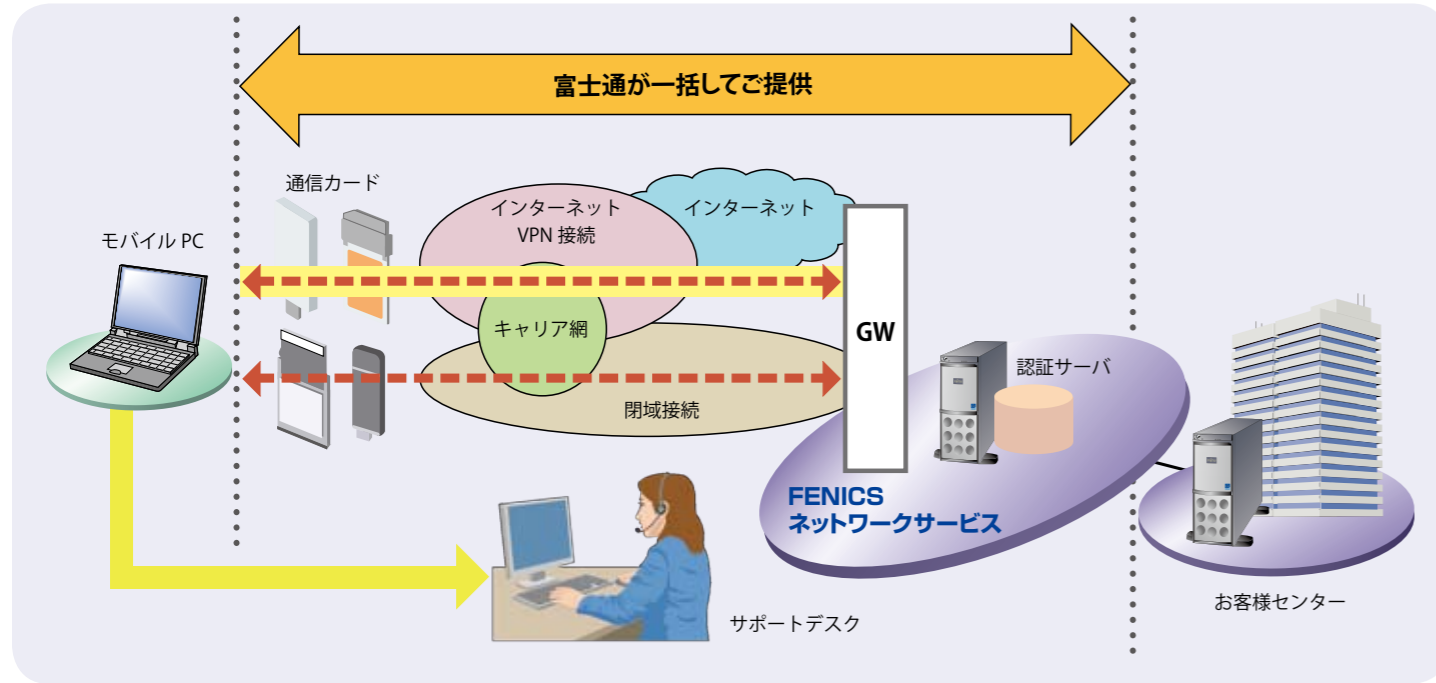 富士通が一括してご提供
通信カード
インターネット
VPN 接続
インターネット
モバイル PC
キャリア網
GW
認証サーバ
閉域接続
FENICS
ネットワークサービス
お客様センター
サポートデスク